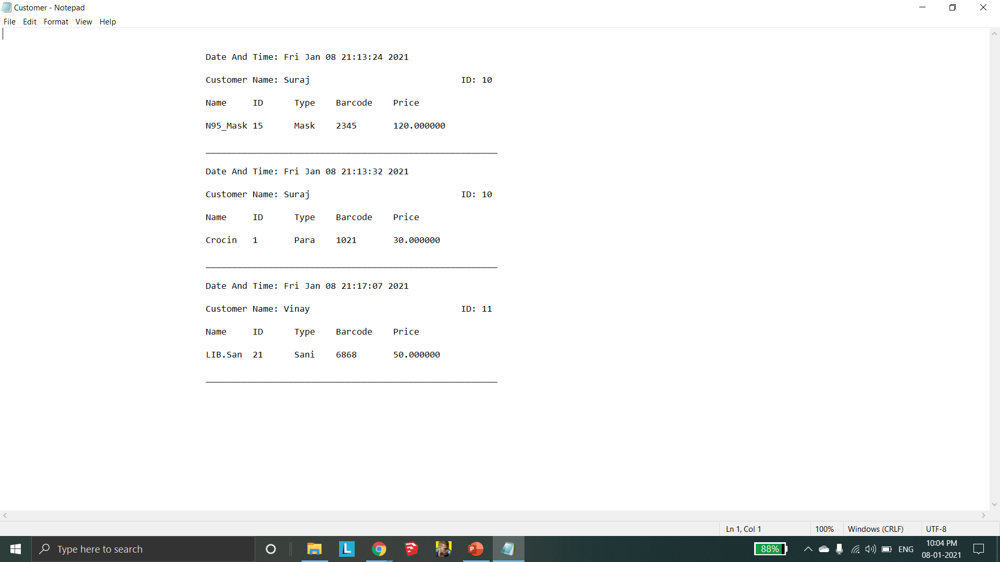 Customer - Notepad
File Edit Format View Help
Date And Time: Fri Jan 08 21:13:24 2021
Customer Name: Suraj ID: 10
Name ID Type Barcode Price
N95_Mask 15 Mask 2345 120.000000
________________________________________________________
Date And Time: Fri Jan 08 21:13:32 2021
Customer Name: Suraj ID: 10
Name ID Type Barcode Price
Crocin 1 Para 1021 30.000000
________________________________________________________
Date And Time: Fri Jan 08 21:17:07 2021
Customer Name: Vinay ID: 11
Name ID Type Barcode Price
LIB.San 21 Sani 6868 50.000000
________________________________________________________
Ln 1, Col 1 100% Windows (CRLF) UTF-8
Type here to search L P 88% ENG 10:04 PM
08-01-2021